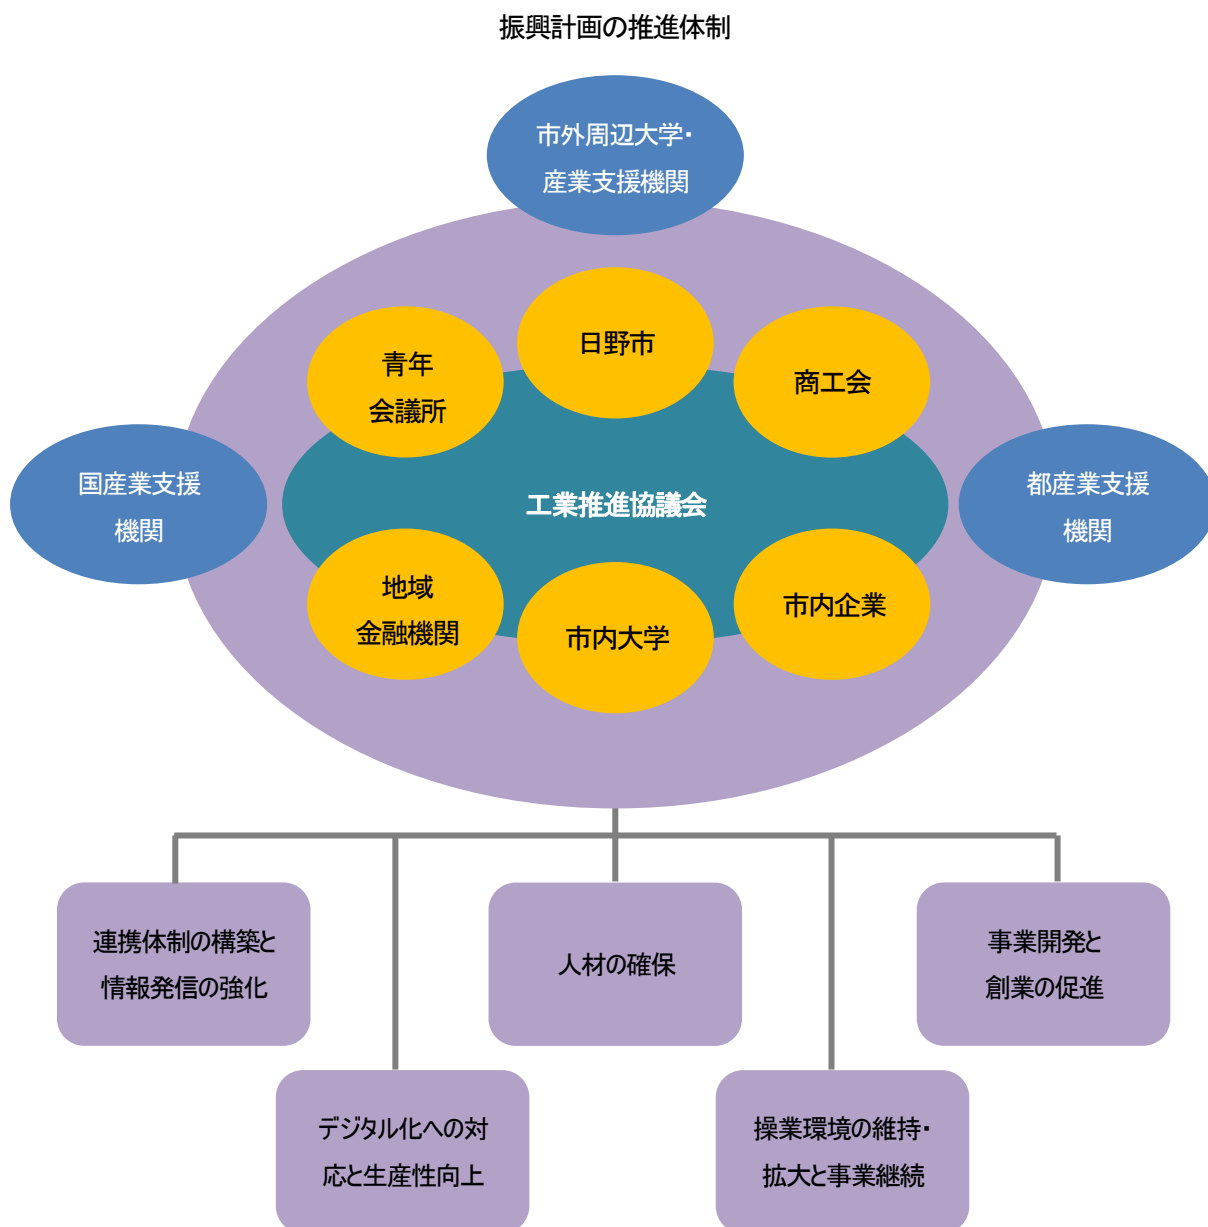 振興計画の推進体制
市外周辺大学・
産業支援機関
日野市
青年
会議所
商工会
国産業支援
機関
工業推進協議会
都産業支援
機関
地域
金融機関
市内大学
市内企業
連携体制の構築と
情報発信の強化
人材の確保
事業開発と
創業の促進
デジタル化への対
応と生産性向上
操業環境の維持・
拡大と事業継続